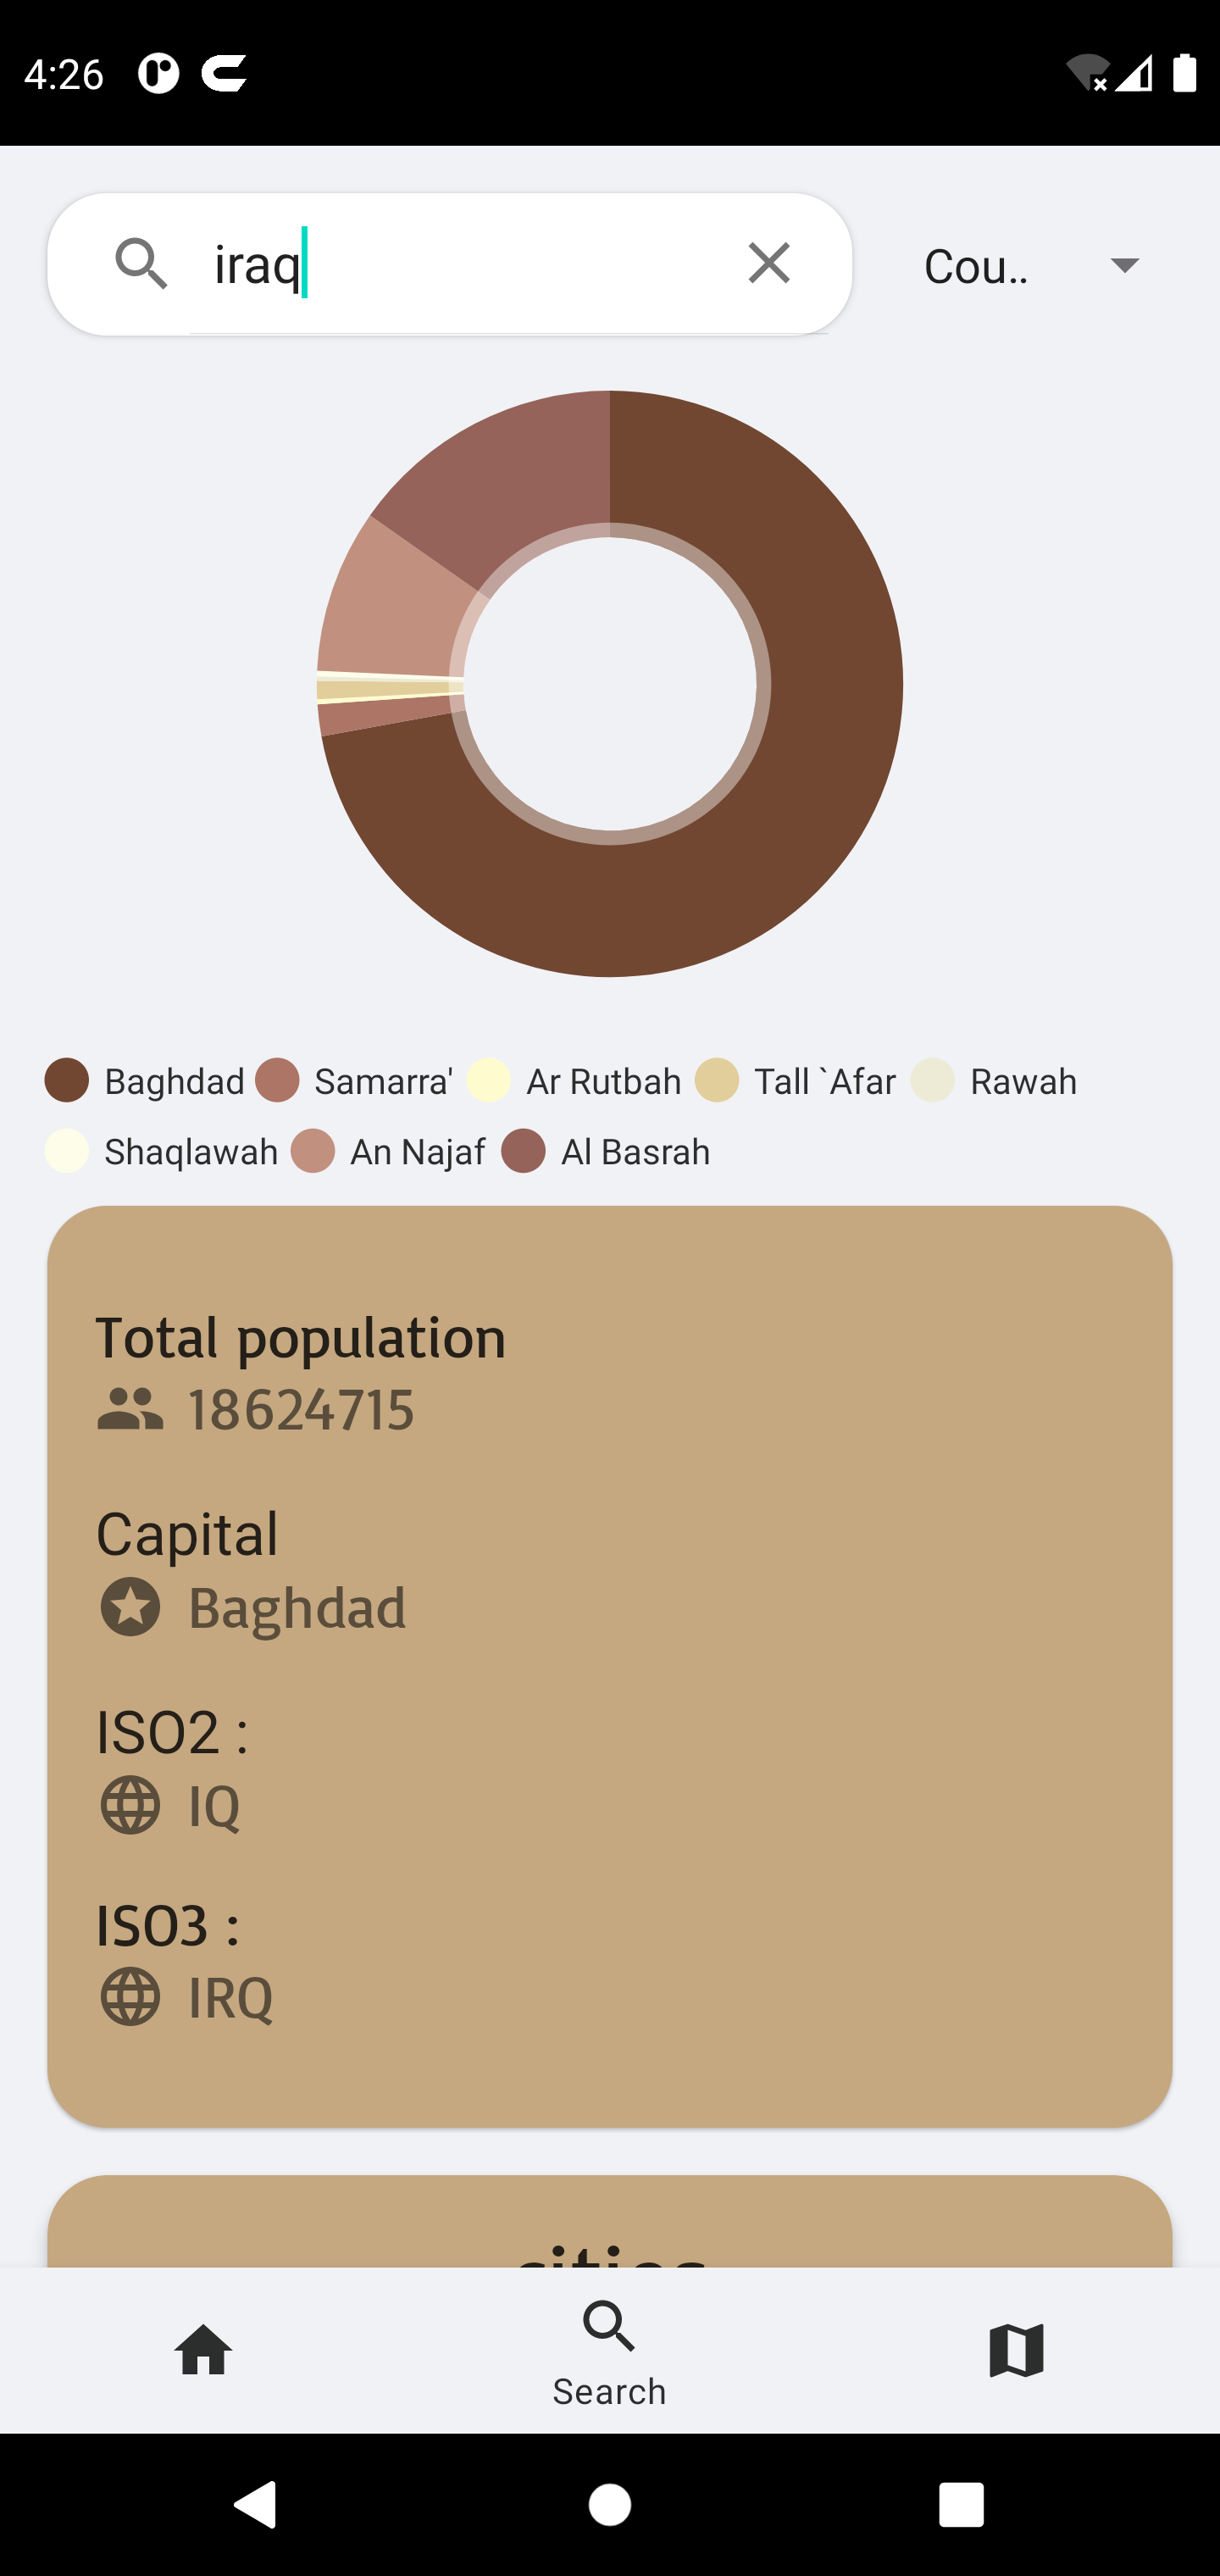 4:26
iraq
Cou..
Baghdad Samarra' Ar Rutbah Tall `Afar Rawah
Shaqlawah An Najaf Al Basrah
Total population
18624715
Capital
Baghdad
ISO2 :
IQ
ISO3 :
IRQ
cities
Search